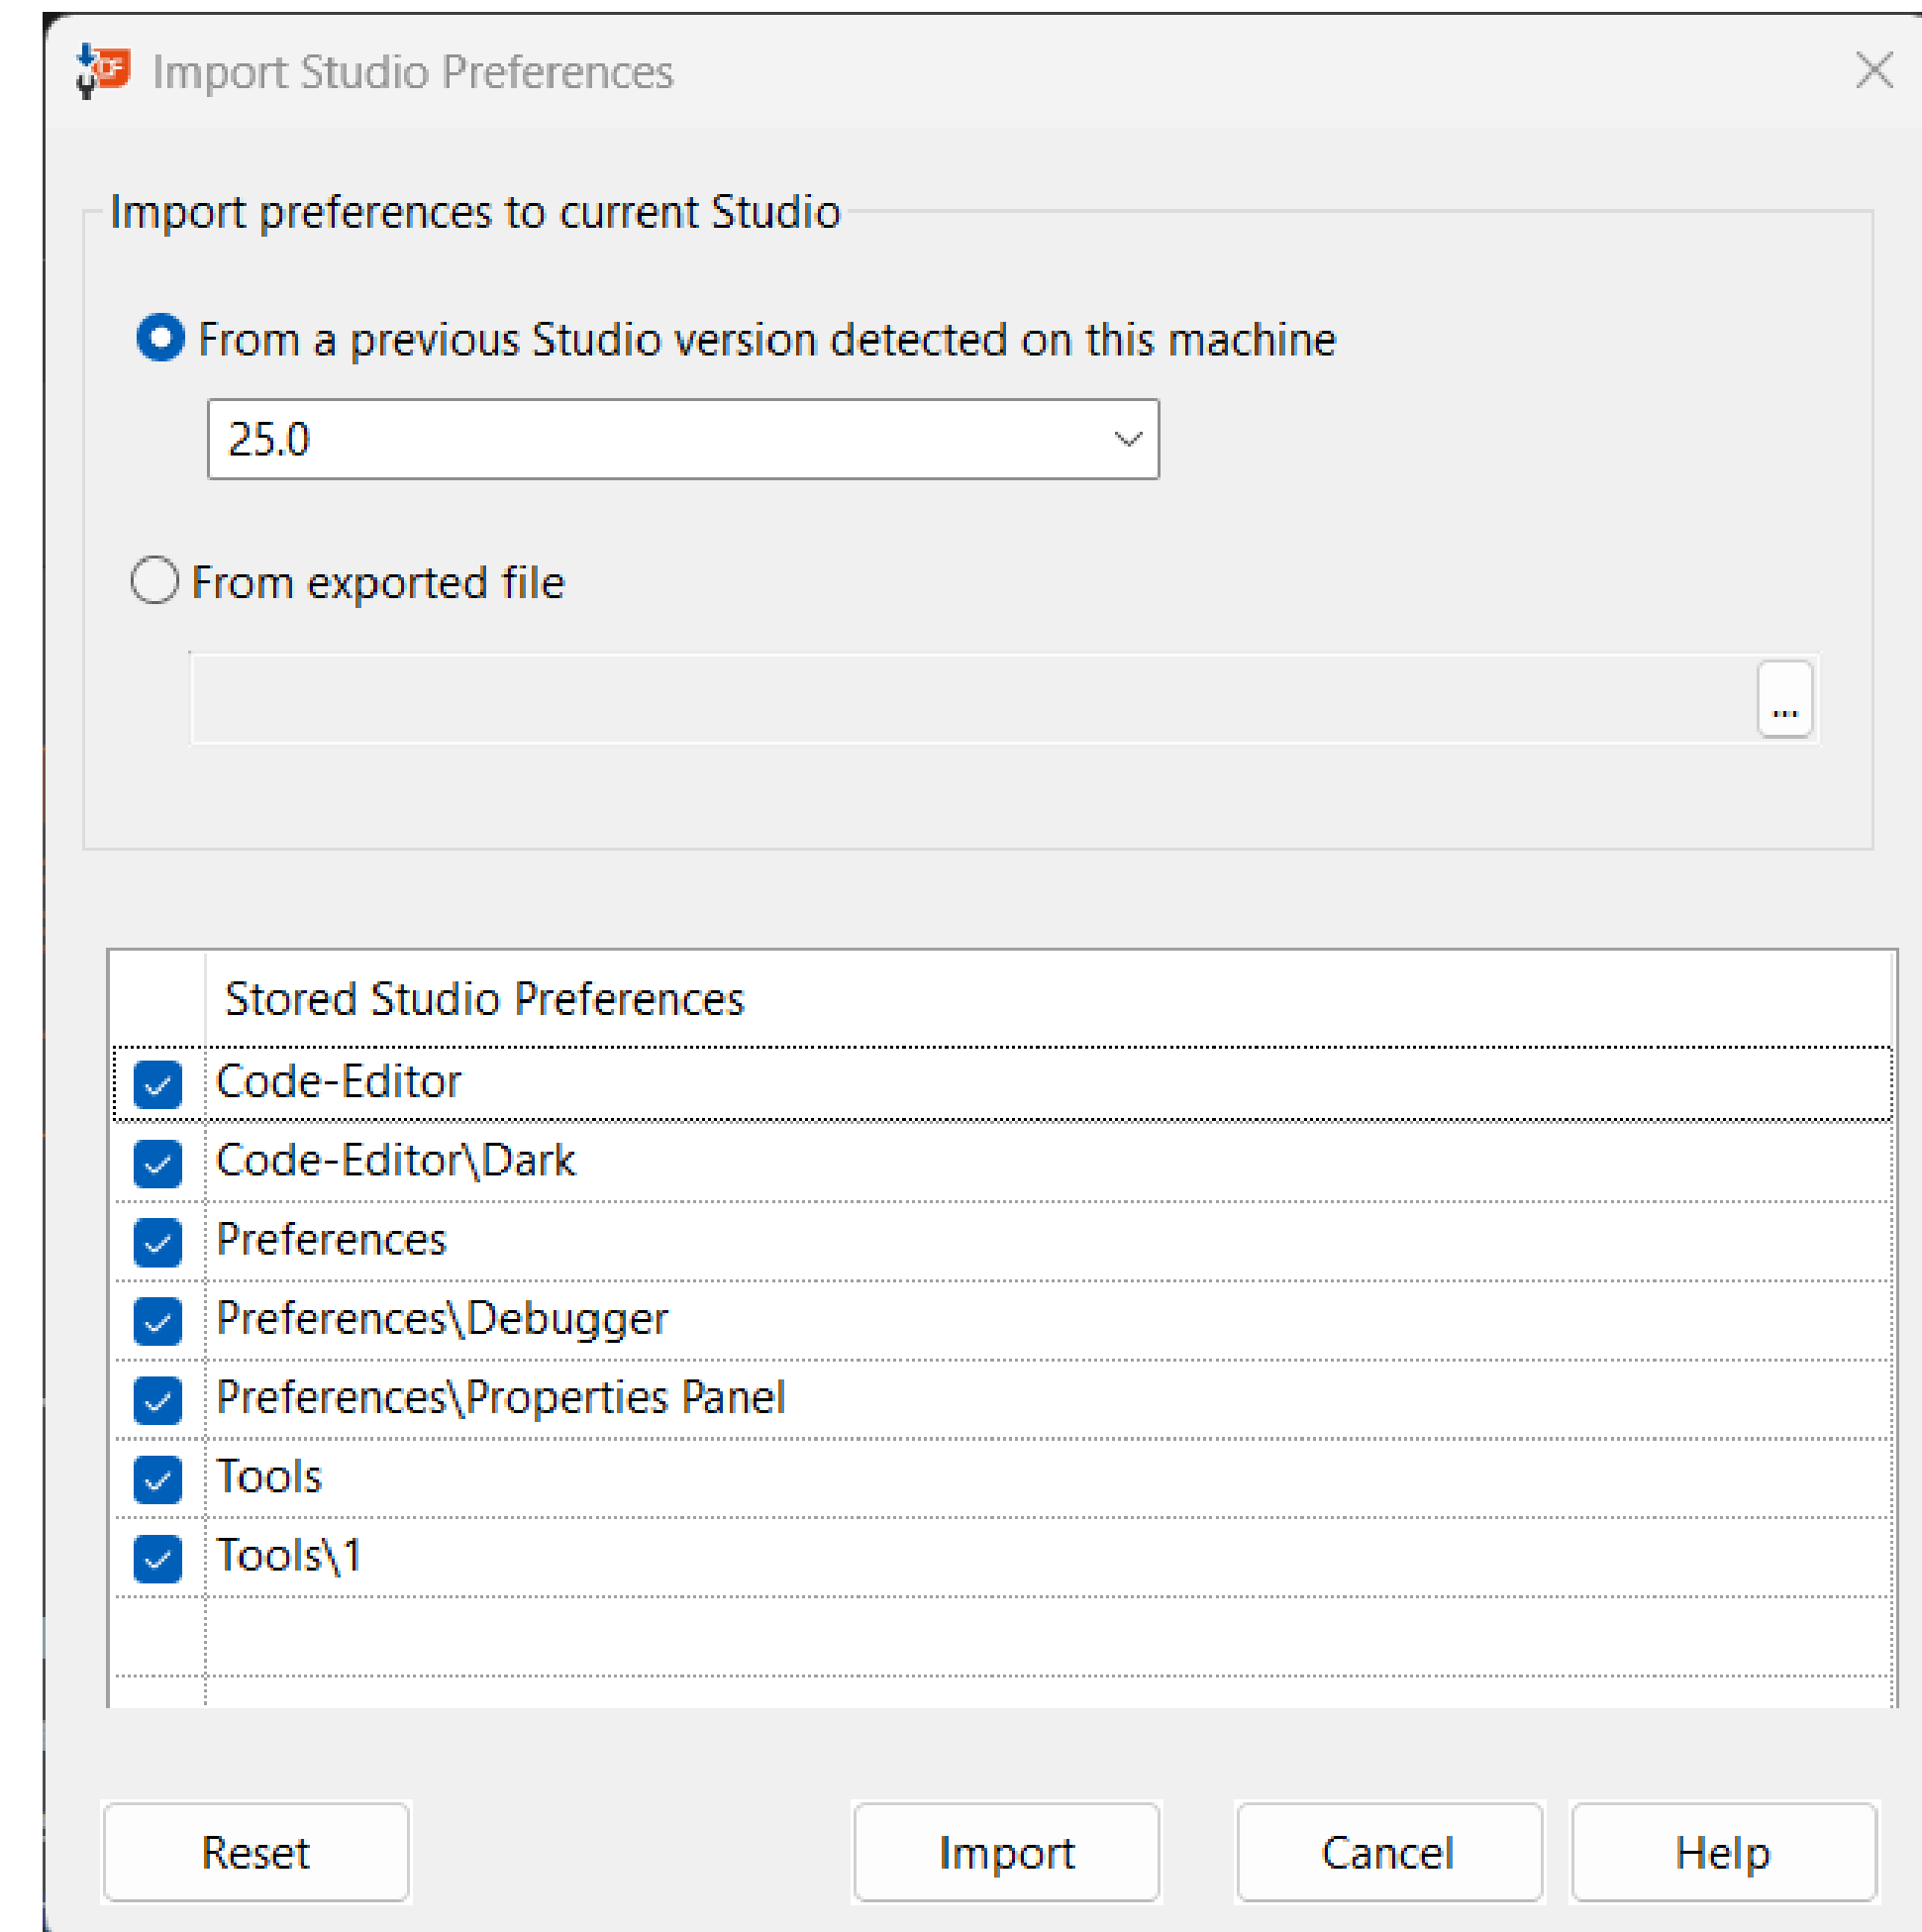 CF
Import Studio Preferences
Import preferences to current Studio
From a previous Studio version detected on this machine
25.0
From exported file
...
Stored Studio Preferences
Code-Editor
Code-Editor\Dark
Preferences
Preferences\Debugger
Preferences\Properties Panel
Tools
Tools\1
Reset
Import
Cancel
Help